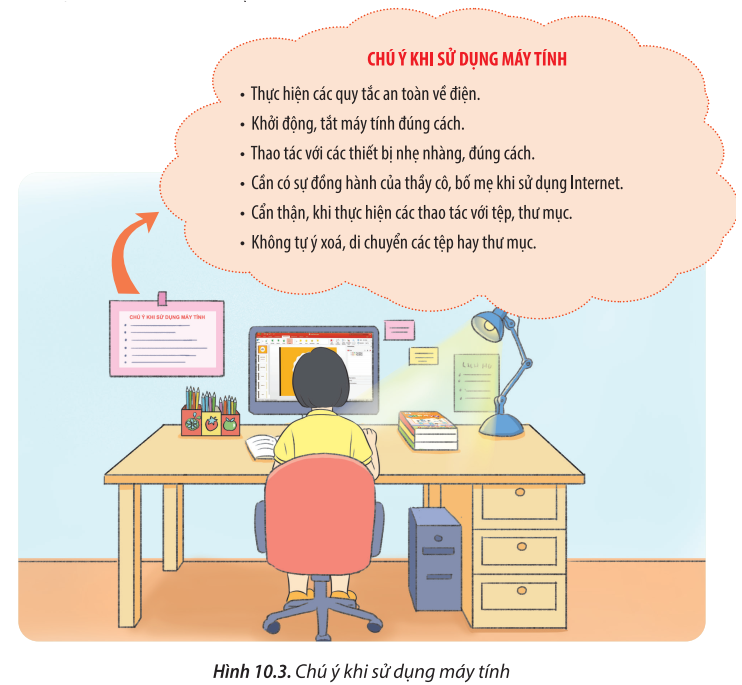 CHÚ Ý KHI SỬ DỤNG MÁY TÍNH
• Thực hiện các quy tắc an toàn về điện.
• Khởi động, tắt máy tính đúng cách.
• Thao tác với các thiết bị nhẹ nhàng, đúng cách.
• Cần có sự đồng hành của thầy cô, bố mẹ khi sử dụng Internet.
• Cẩn thận, khi thực hiện các thao tác với tệp, thư mục.
• Không tự ý xoá, di chuyển các tệp hay thư mục.
CHÚ Ý KHI SỬ DỤNG MÁY TÍNH
Hình 10.3. Chú ý khi sử dụng máy tính